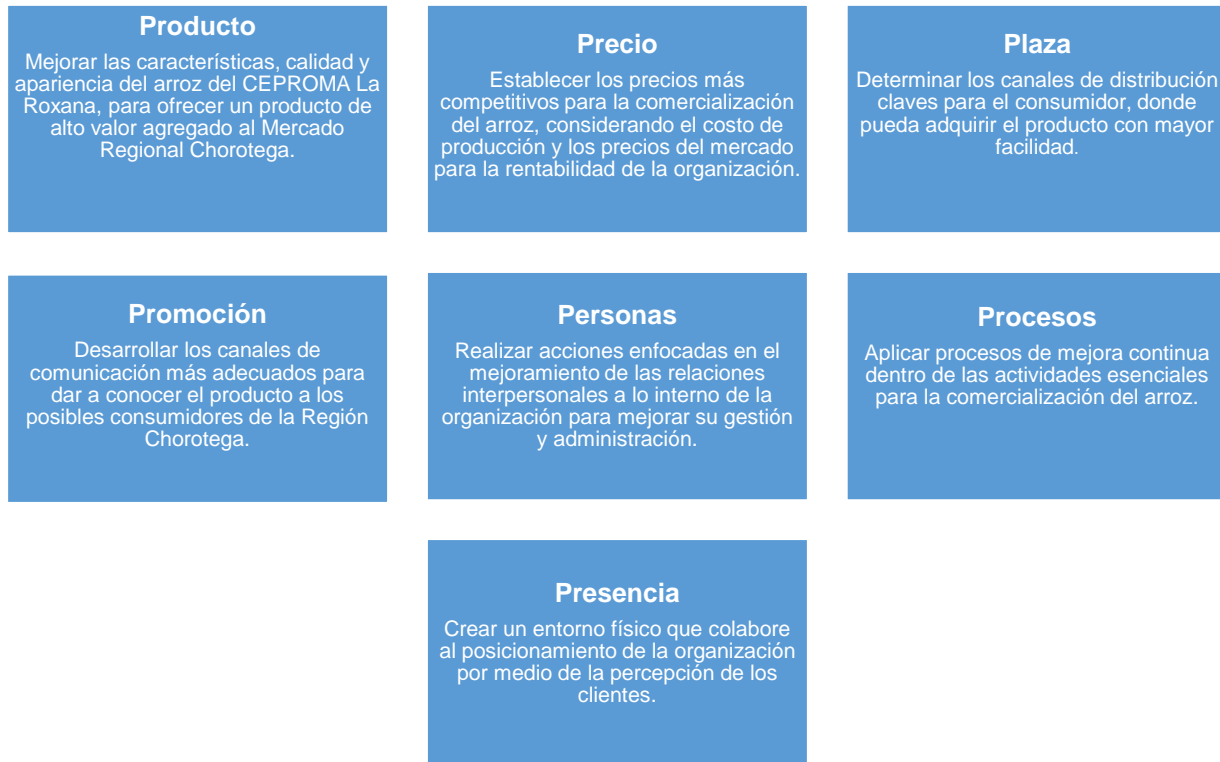 Producto
Mejorar las características, calidad y
apariencia del arroz del CEPROMA La
Roxana, para ofrecer un producto de
alto valor agregado al Mercado
Regional Chorotega.
Precio
Establecer los precios más
competitivos para la comercialización
del arroz, considerando el costo de
producción y los precios del mercado
para la rentabilidad de la organización.
Plaza
Determinar los canales de distribución
claves para el consumidor, donde
pueda adquirir el producto con mayor
facilidad.
Promoción
Desarrollar los canales de
comunicación más adecuados para
dar a conocer el producto a los
posibles consumidores de la Región
Chorotega.
Personas
Realizar acciones enfocadas en el
mejoramiento de las relaciones
interpersonales a lo interno de la
organización para mejorar su gestión
y administración.
Procesos
Aplicar procesos de mejora continua
dentro de las actividades esenciales
para la comercialización del arroz.
Presencia
Crear un entorno físico que colabore
al posicionamiento de la organización
por medio de la percepción de los
clientes.